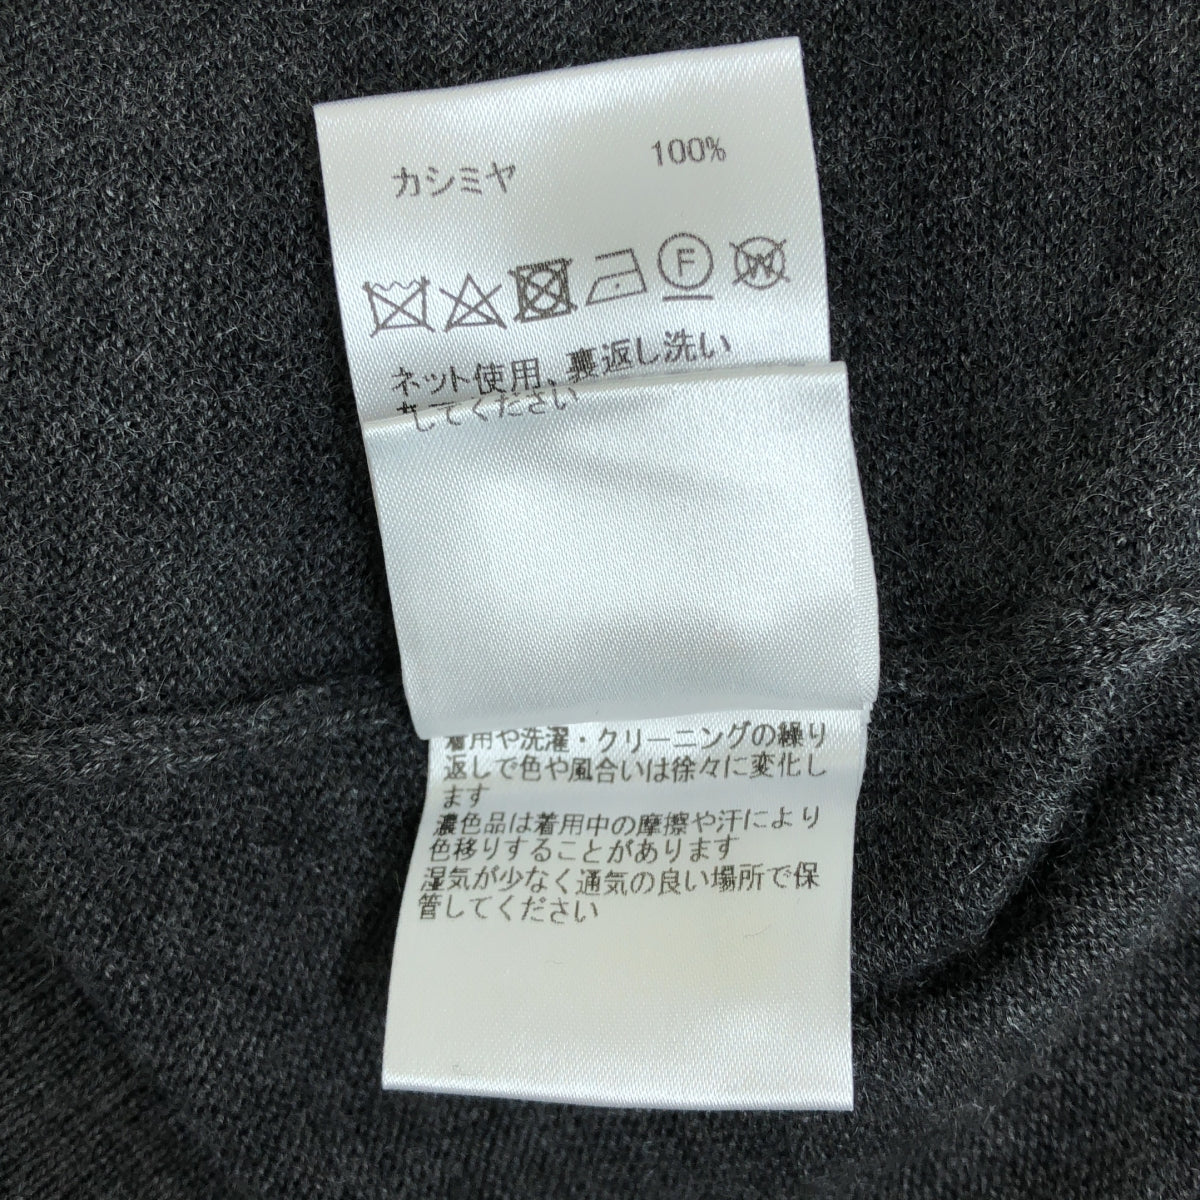 カシミヤ 100%
F W
ネット使用、裏返し洗い
してください
着用や洗濯・クリーニングの繰り
返しで色や風合いは徐々に変化し
ます
濃色品は着用中の摩擦や汗により
色移りすることがあります
湿気が少なく通気の良い場所で保
管してください